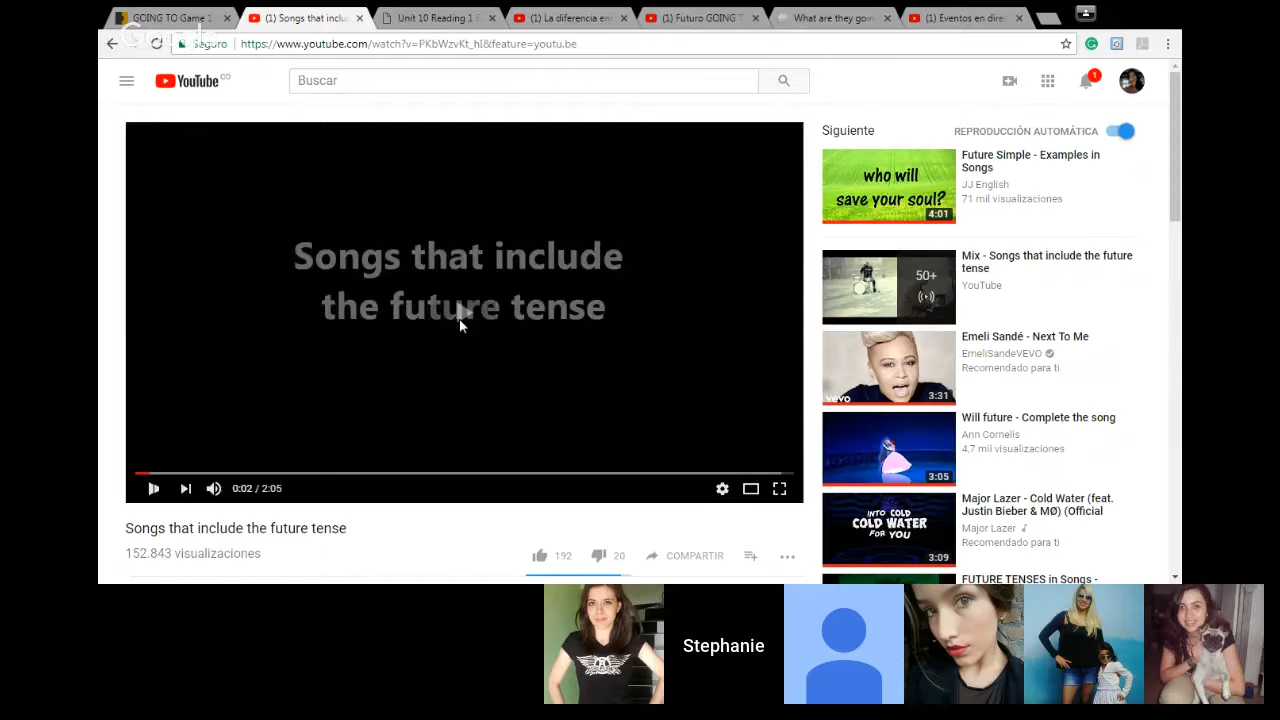 GOING TO Game 1
(1) Songs that inclu
Unit 10 Reading 1 F
(1) La diferencia en
(1) Futuro GOING T
What are they goin
(1) Eventos en dire
Seguro
https://www.youtube.com/watch?v=PKbWzvKt_hI&feature=youtu.be
YouTube CO
Buscar
1
Songs that include
the future tense
0:02 / 2:05
Songs that include the future tense
152.843 visualizaciones
192
20
COMPARTIR
Siguiente
REPRODUCCIÓN AUTOMÁTICA
who will
save your soul?
4:01
Future Simple - Examples in
Songs
JJ English
71 mil visualizaciones
50+
Mix - Songs that include the future
tense
YouTube
vevo
3:31
Emeli Sandé - Next To Me
EmeliSandeVEVO
Recomendado para ti
3:05
Will future - Complete the song
Ann Cornelis
4,7 mil visualizaciones
INTO COLD
COLD WATER
FOR YOU
3:09
Major Lazer - Cold Water (feat.
Justin Bieber & MØ) (Official
Major Lazer
Recomendado para ti
FUTURE TENSES in Songs -
Stephanie